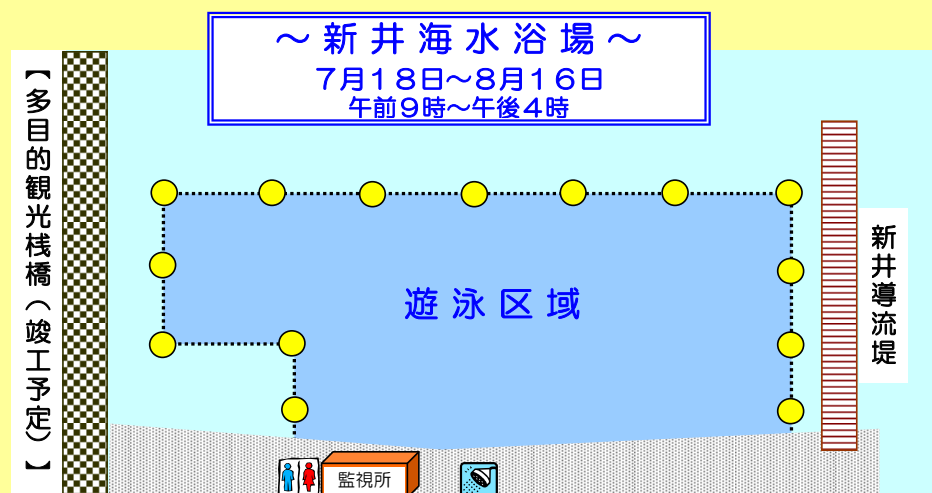 ～新井海水浴場～
７月１８日～８月１６日
午前９時～午後４時
【多目的観光桟橋（竣工予定）】
遊泳区域
新井導流堤
監視所